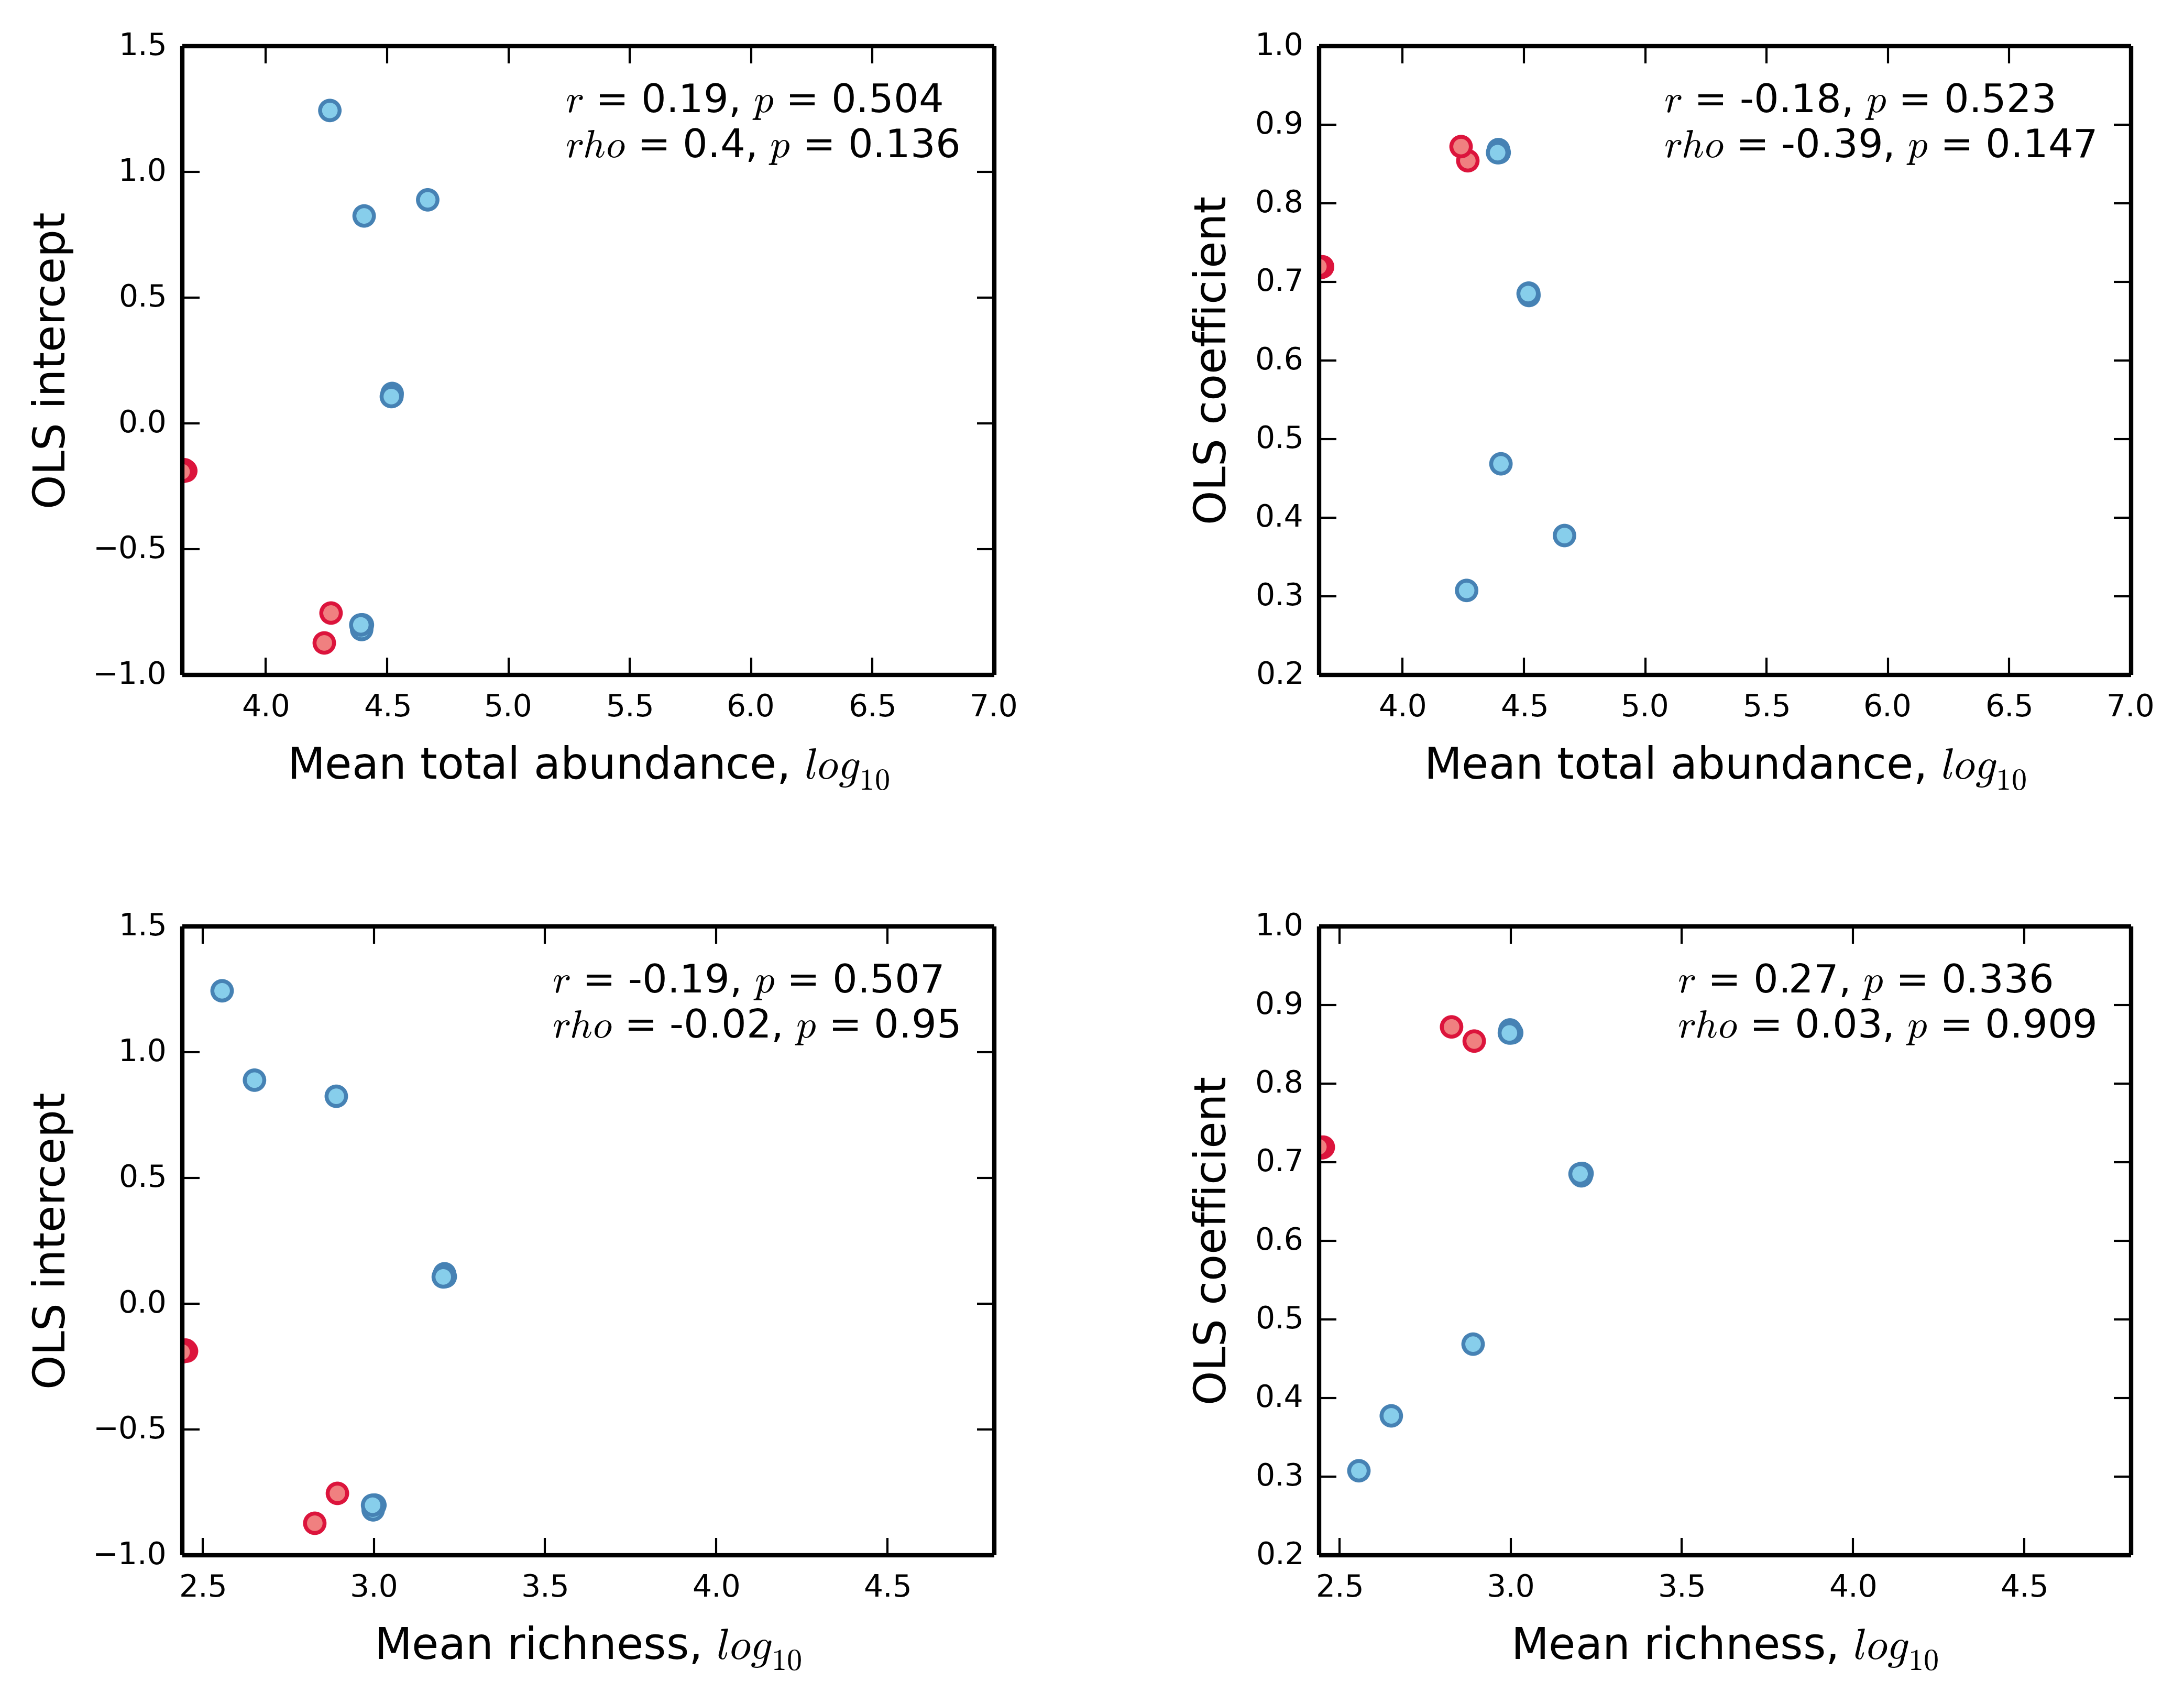 1.5
1.0
0.5
0.0
−0.5
−1.0
OLS intercept
r = 0.19, p = 0.504
rho = 0.4, p = 0.136
4.0 4.5 5.0 5.5 6.0 6.5 7.0
Mean total abundance, log10
1.0
0.9
0.8
0.7
0.6
0.5
0.4
0.3
0.2
OLS coefficient
r = -0.18, p = 0.523
rho = -0.39, p = 0.147
4.0 4.5 5.0 5.5 6.0 6.5 7.0
Mean total abundance, log10
1.5
1.0
0.5
0.0
−0.5
−1.0
OLS intercept
r = -0.19, p = 0.507
rho = -0.02, p = 0.95
2.5 3.0 3.5 4.0 4.5
Mean richness, log10
1.0
0.9
0.8
0.7
0.6
0.5
0.4
0.3
0.2
OLS coefficient
r = 0.27, p = 0.336
rho = 0.03, p = 0.909
2.5 3.0 3.5 4.0 4.5
Mean richness, log10